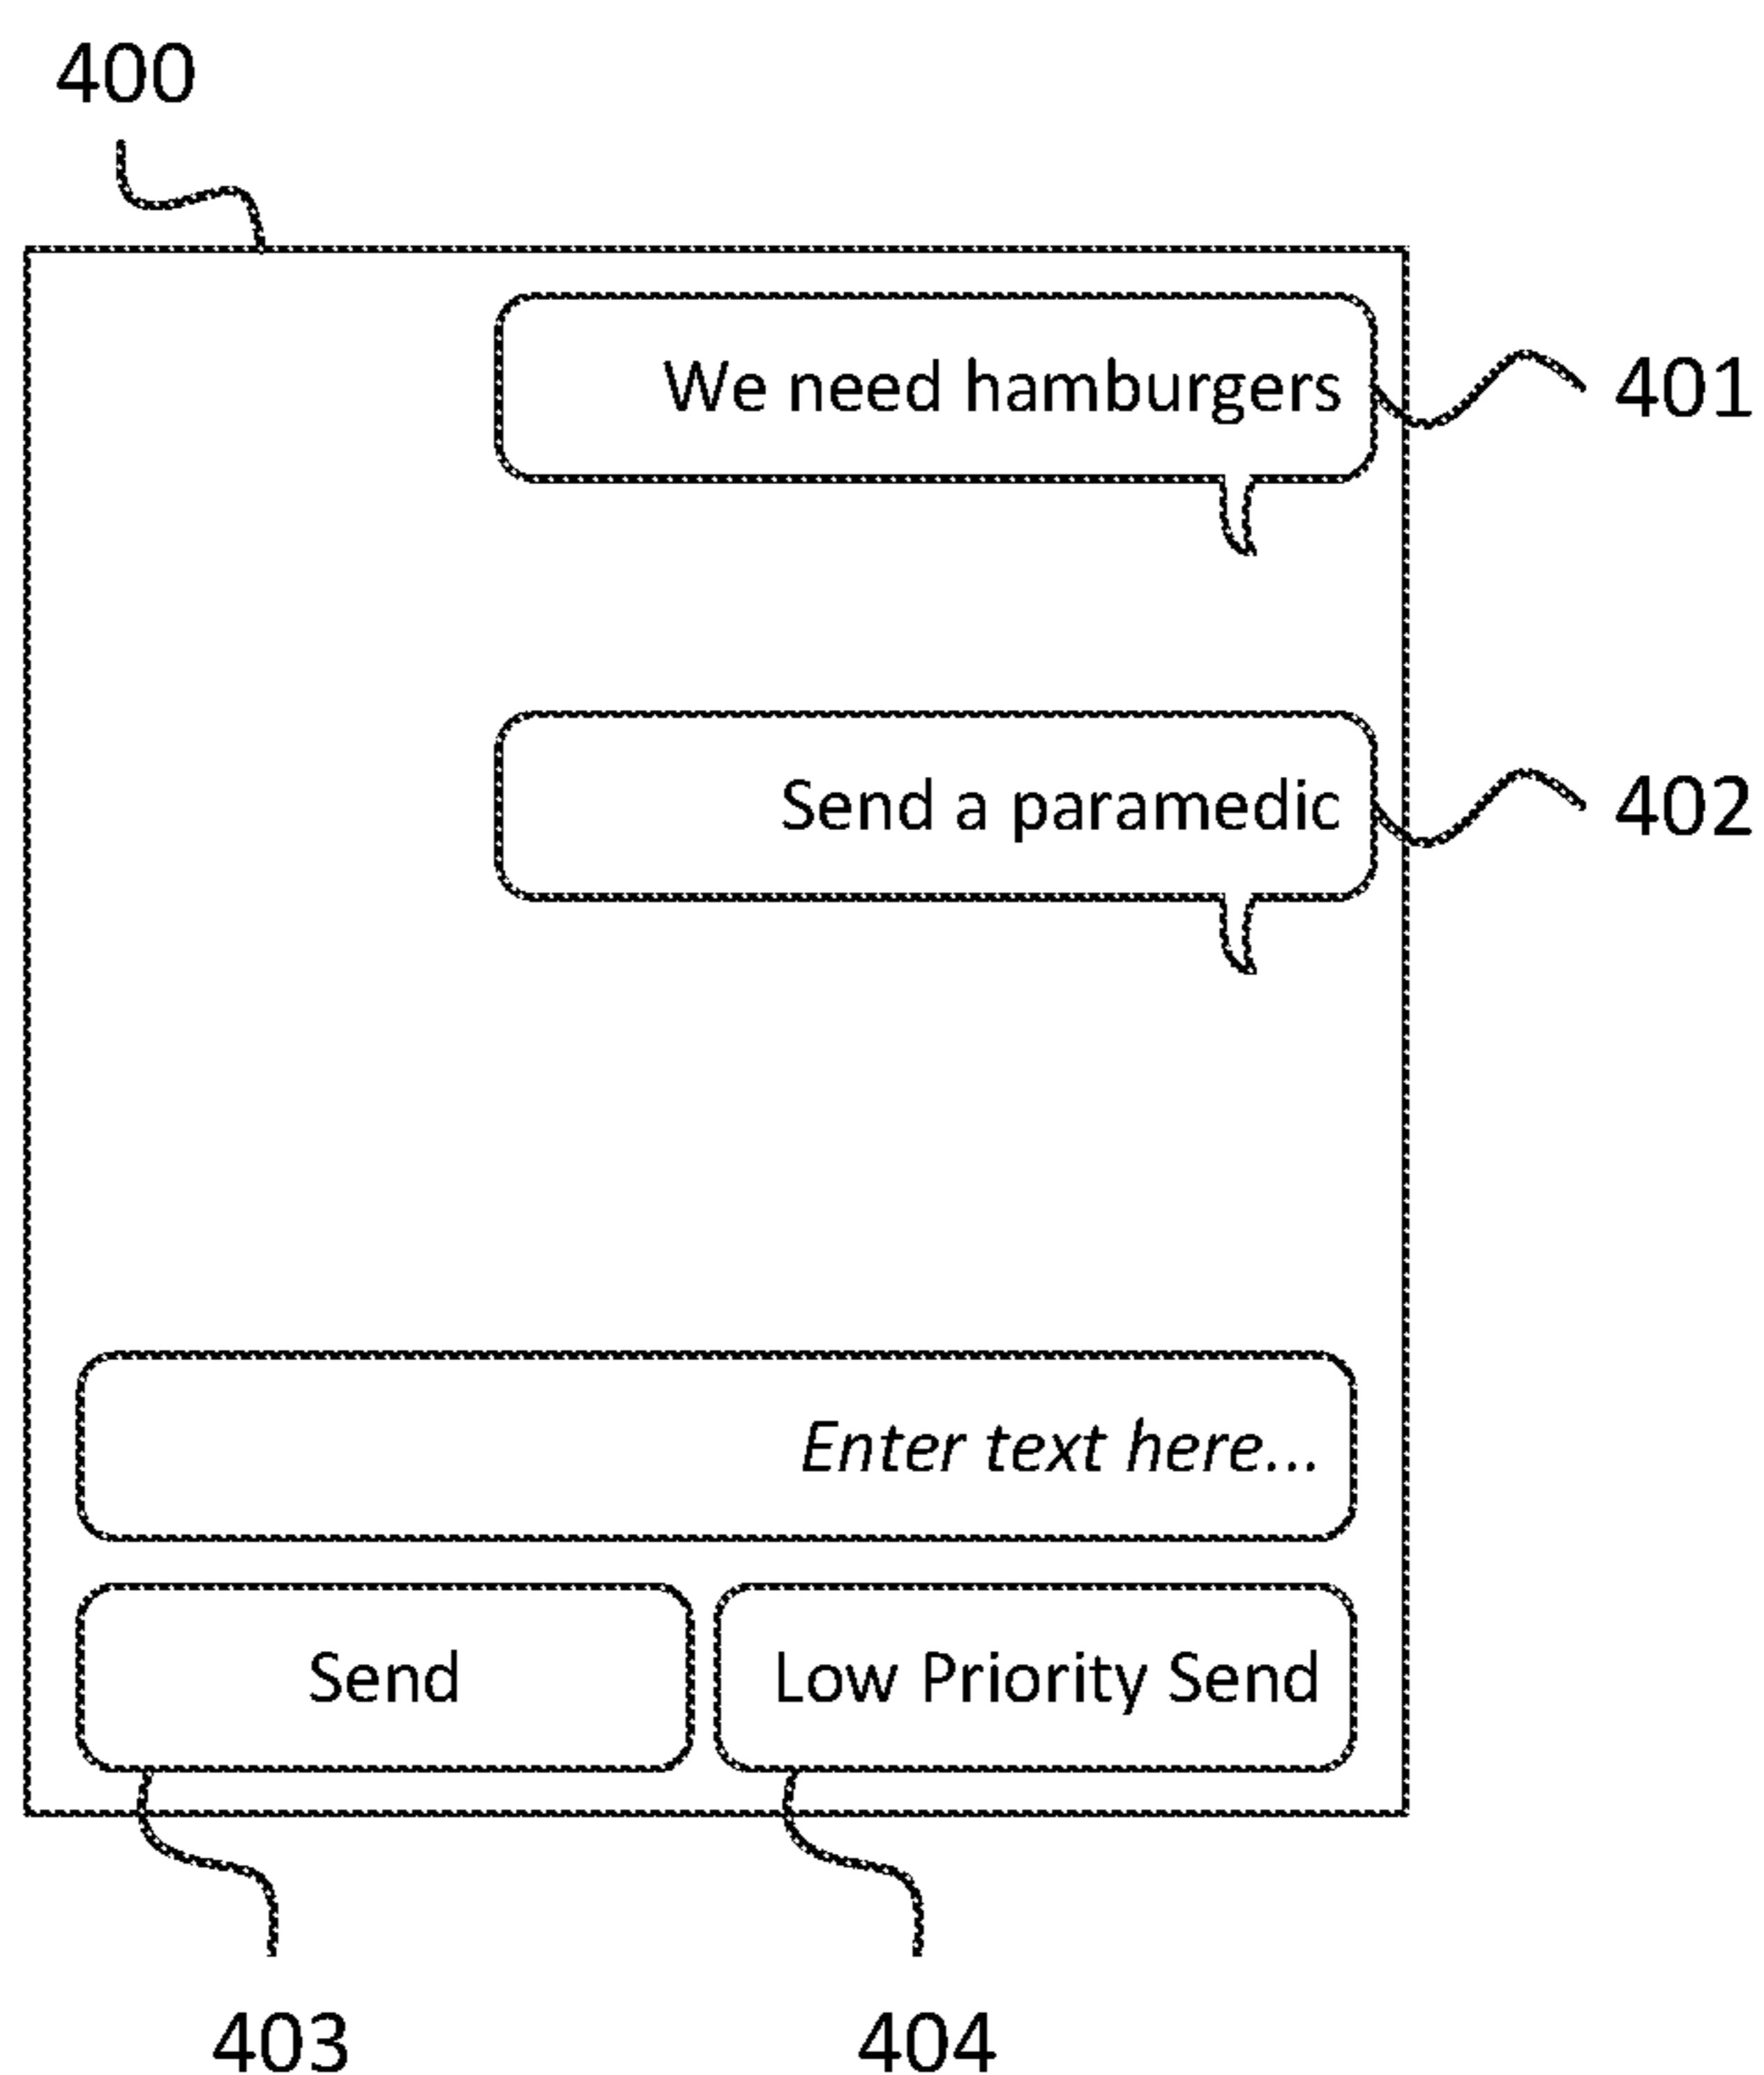 400
We need hamburgers
401
Send a paramedic
402
Enter text here...
Send
Low Priority Send
403
404